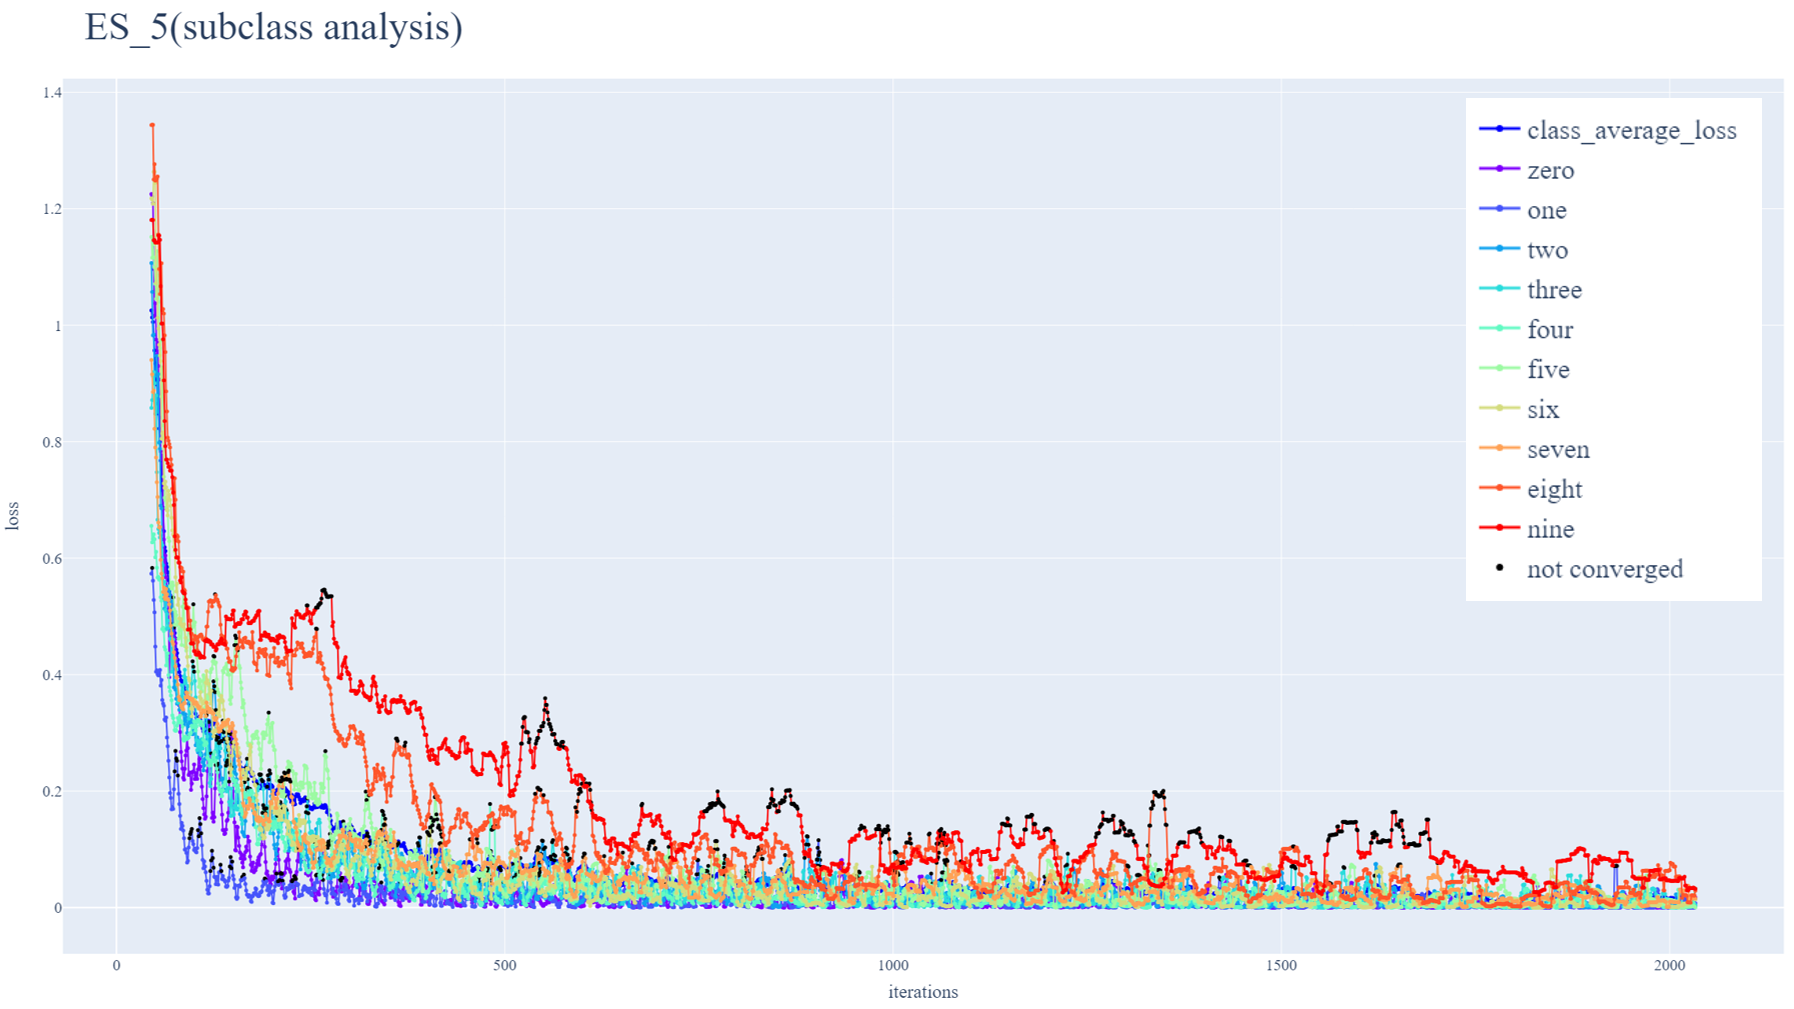 ES_5(subclass analysis)
1.4
1.2
1
0.8
0.6
0.4
0.2
0
loss
0
500
1000
1500
2000
iterations
class_average_loss
zero
one
two
three
four
five
six
seven
eight
nine
not converged